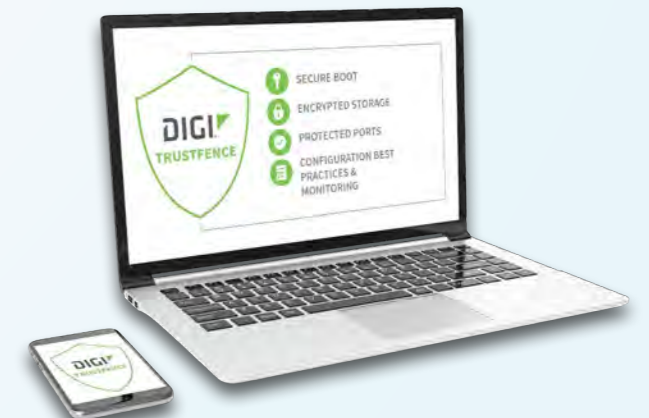 DIGI
TRUSTFENCE
SECURE BOOT
ENCRYPTED STORAGE
PROTECTED PORTS
CONFIGURATION BEST
PRACTICES &
MONITORING
DIGI
TRUSTFENCE